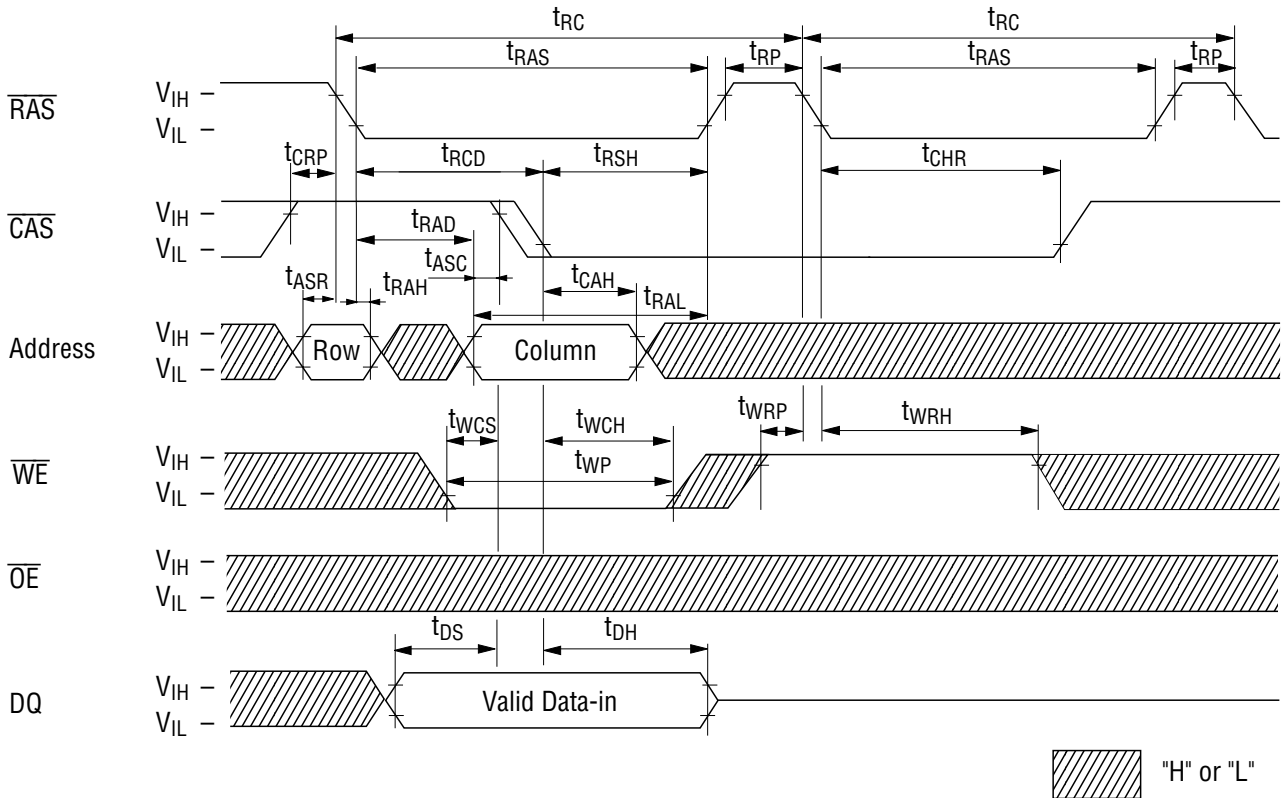 tRC tRC
tRAS tRP tRAS tRP
RAS VIH –
VIL –
tCRP tRCD tRSH tCHR
CAS VIH –
VIL –
tRAD
tASC
tASR tRAH tCAH
tRAL
Address VIH –
VIL –
Row Column
tWCS tWCH tWRP tWRH
tWP
WE VIH –
VIL –
OE VIH –
VIL –
tDS tDH
DQ VIH –
VIL –
Valid Data-in
"H" or "L"